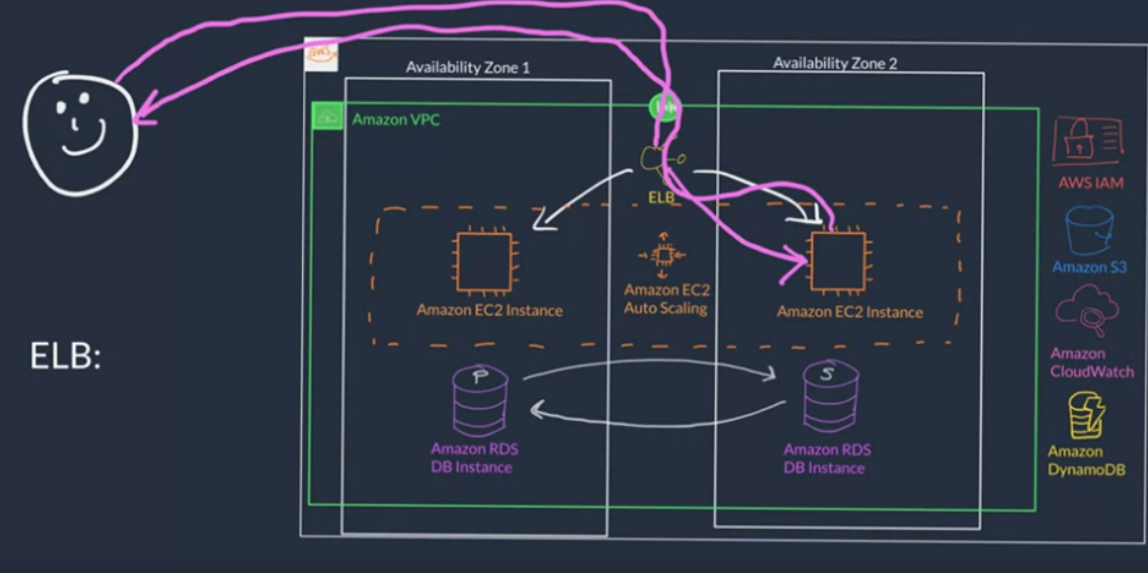 aws
Availability Zone 1
Availability Zone 2
Amazon VPC
ELB
AWS IAM
Amazon S3
Amazon EC2
Auto Scaling
Amazon EC2 Instance
Amazon EC2 Instance
ELB:
P
S
Amazon
CloudWatch
Amazon RDS
DB Instance
Amazon RDS
DB Instance
Amazon
DynamoDB